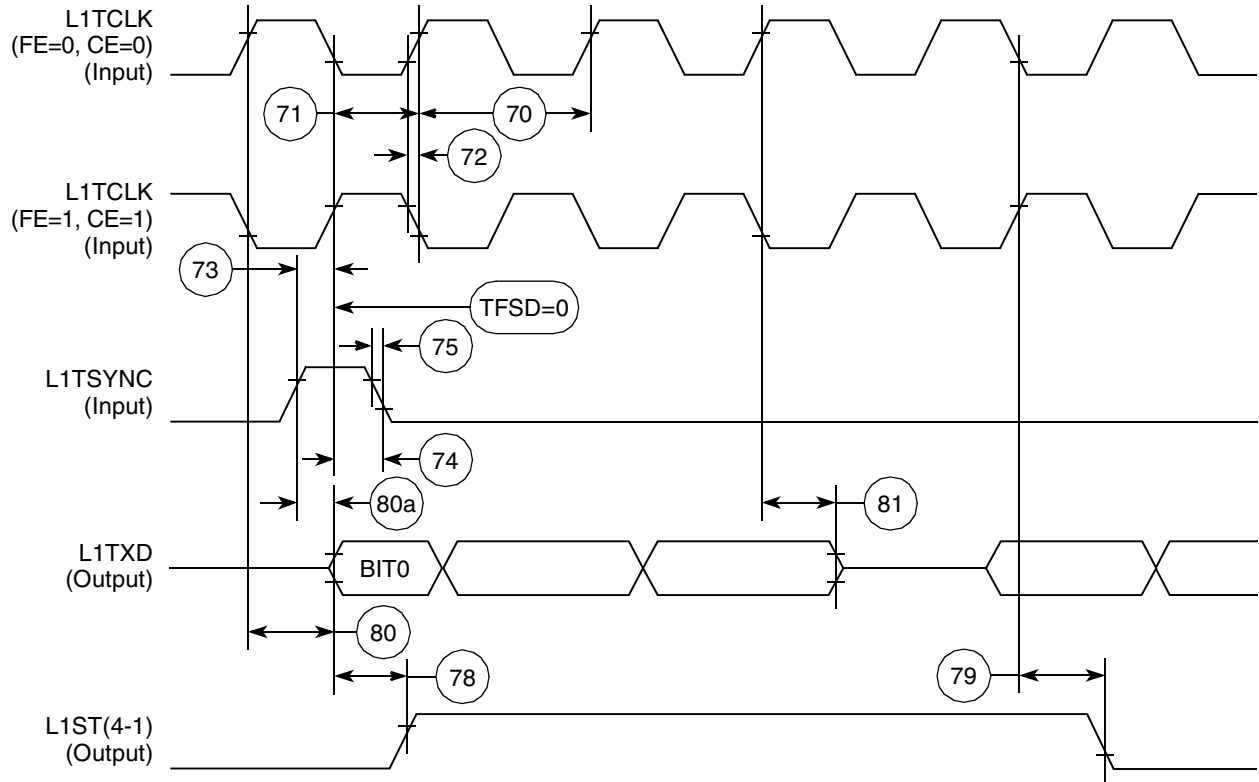 L1TCLK
(FE=0, CE=0)
(Input)
71
70
72
L1TCLK
(FE=1, CE=1)
(Input)
73
TFSD=0
75
L1TSYNC
(Input)
74
80a
81
L1TXD
(Output)
BIT0
80
78
79
L1ST(4-1)
(Output)